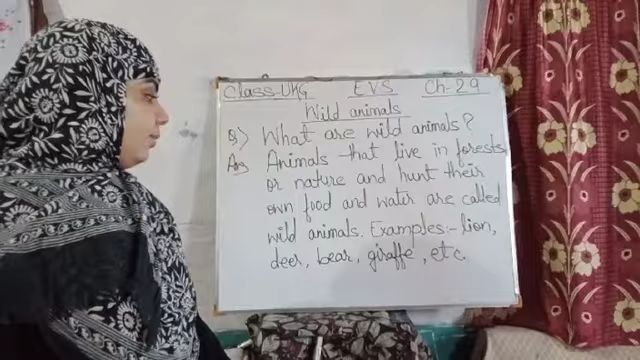 Class-UKG EVS Ch-29
Wild animals
Q> What are wild animals?
Ans Animals that live in forests
or nature and hunt their
own food and water are called
wild animals. Examples:- lion,
deer, bear, giraffe, etc.